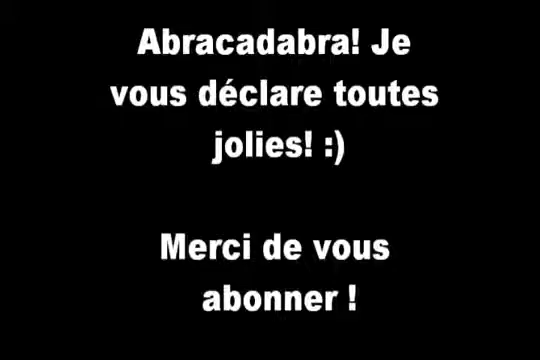 Abracadabra! Je
vous déclare toutes
jolies! :)
Merci de vous
abonner !